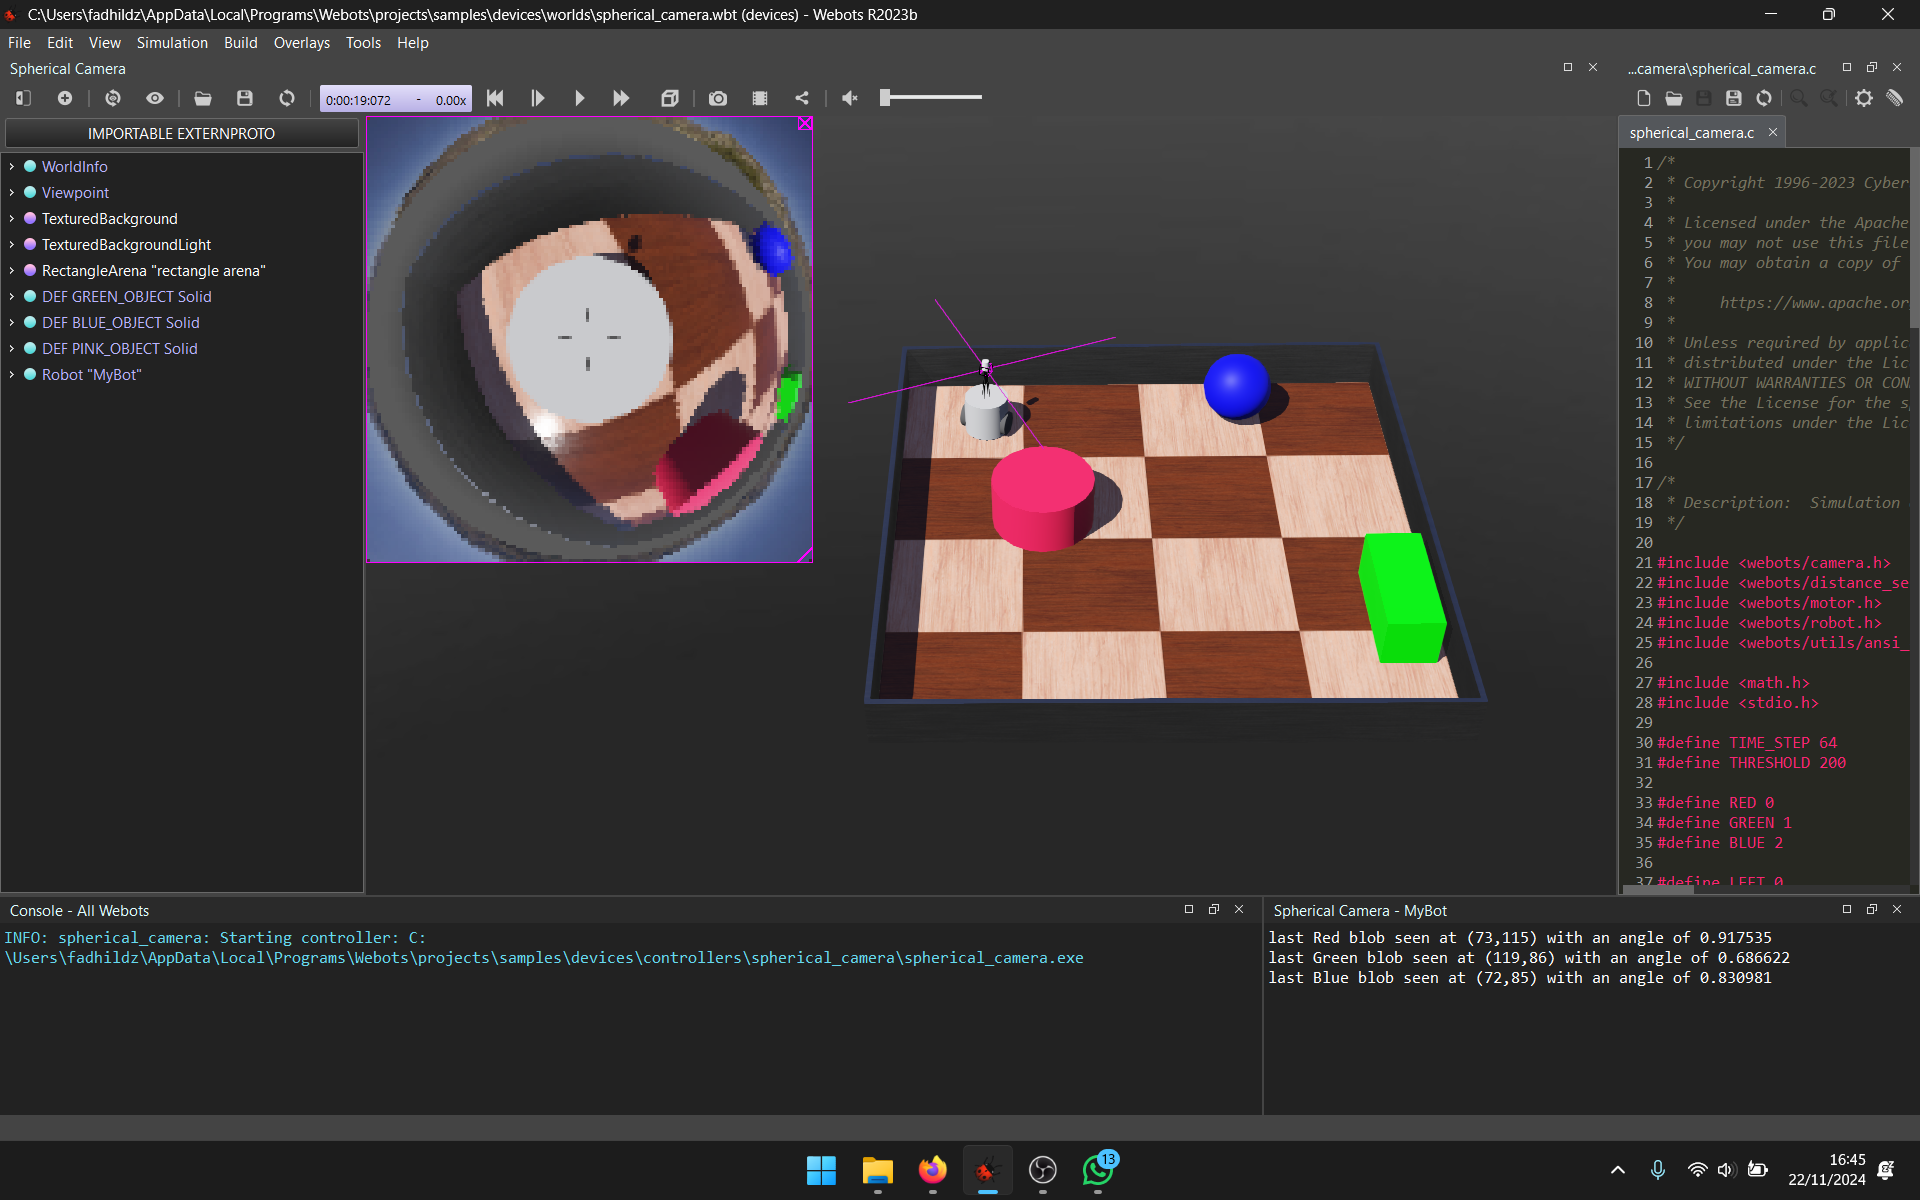 C:\Users\fadhildz\AppData\Local\Programs\Webots\projects\samples\devices\worlds\spherical_camera.wbt (devices) - Webots R2023b
File Edit View Simulation Build Overlays Tools Help
Spherical Camera
0:00:19:072 - 0.00x
IMPORTABLE EXTERNPROTO
WorldInfo
Viewpoint
TexturedBackground
TexturedBackgroundLight
RectangleArena "rectangle arena"
DEF GREEN_OBJECT Solid
DEF BLUE_OBJECT Solid
DEF PINK_OBJECT Solid
Robot "MyBot"
...camera\spherical_camera.c
spherical_camera.c
1 /*
2 * Copyright 1996-2023 Cyber
3 *
4 * Licensed under the Apache
5 * you may not use this file
6 * You may obtain a copy of
7 *
8 * https://www.apache.or
9 *
10 * Unless required by applic
11 * distributed under the Lic
12 * WITHOUT WARRANTIES OR CON
13 * See the License for the s
14 * limitations under the Lic
15 */
16
17 /*
18 * Description: Simulation
19 */
20
21 #include <webots/camera.h>
22 #include <webots/distance_se
23 #include <webots/motor.h>
24 #include <webots/robot.h>
25 #include <webots/utils/ansi_
26
27 #include <math.h>
28 #include <stdio.h>
29
30 #define TIME_STEP 64
31 #define THRESHOLD 200
32
33 #define RED 0
34 #define GREEN 1
35 #define BLUE 2
36
37 #define LEFT 0
Console - All Webots
INFO: spherical_camera: Starting controller: C:
\Users\fadhildz\AppData\Local\Programs\Webots\projects\samples\devices\controllers\spherical_camera\spherical_camera.exe
Spherical Camera - MyBot
last Red blob seen at (73,115) with an angle of 0.917535
last Green blob seen at (119,86) with an angle of 0.686622
last Blue blob seen at (72,85) with an angle of 0.830981
13
16:45
22/11/2024